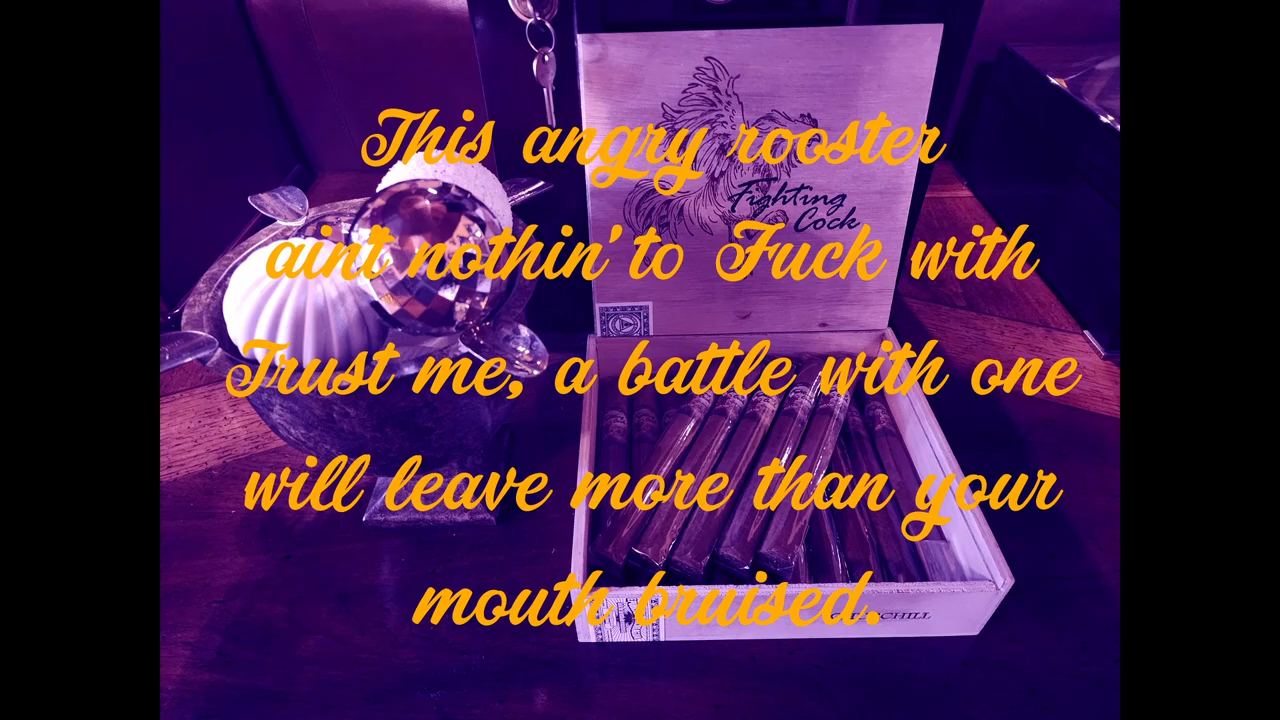 This angry rooster
Fighting
Cock
aint nothin' to Fuck with
Trust me, a battle with one
will leave more than your
mouth bruised.